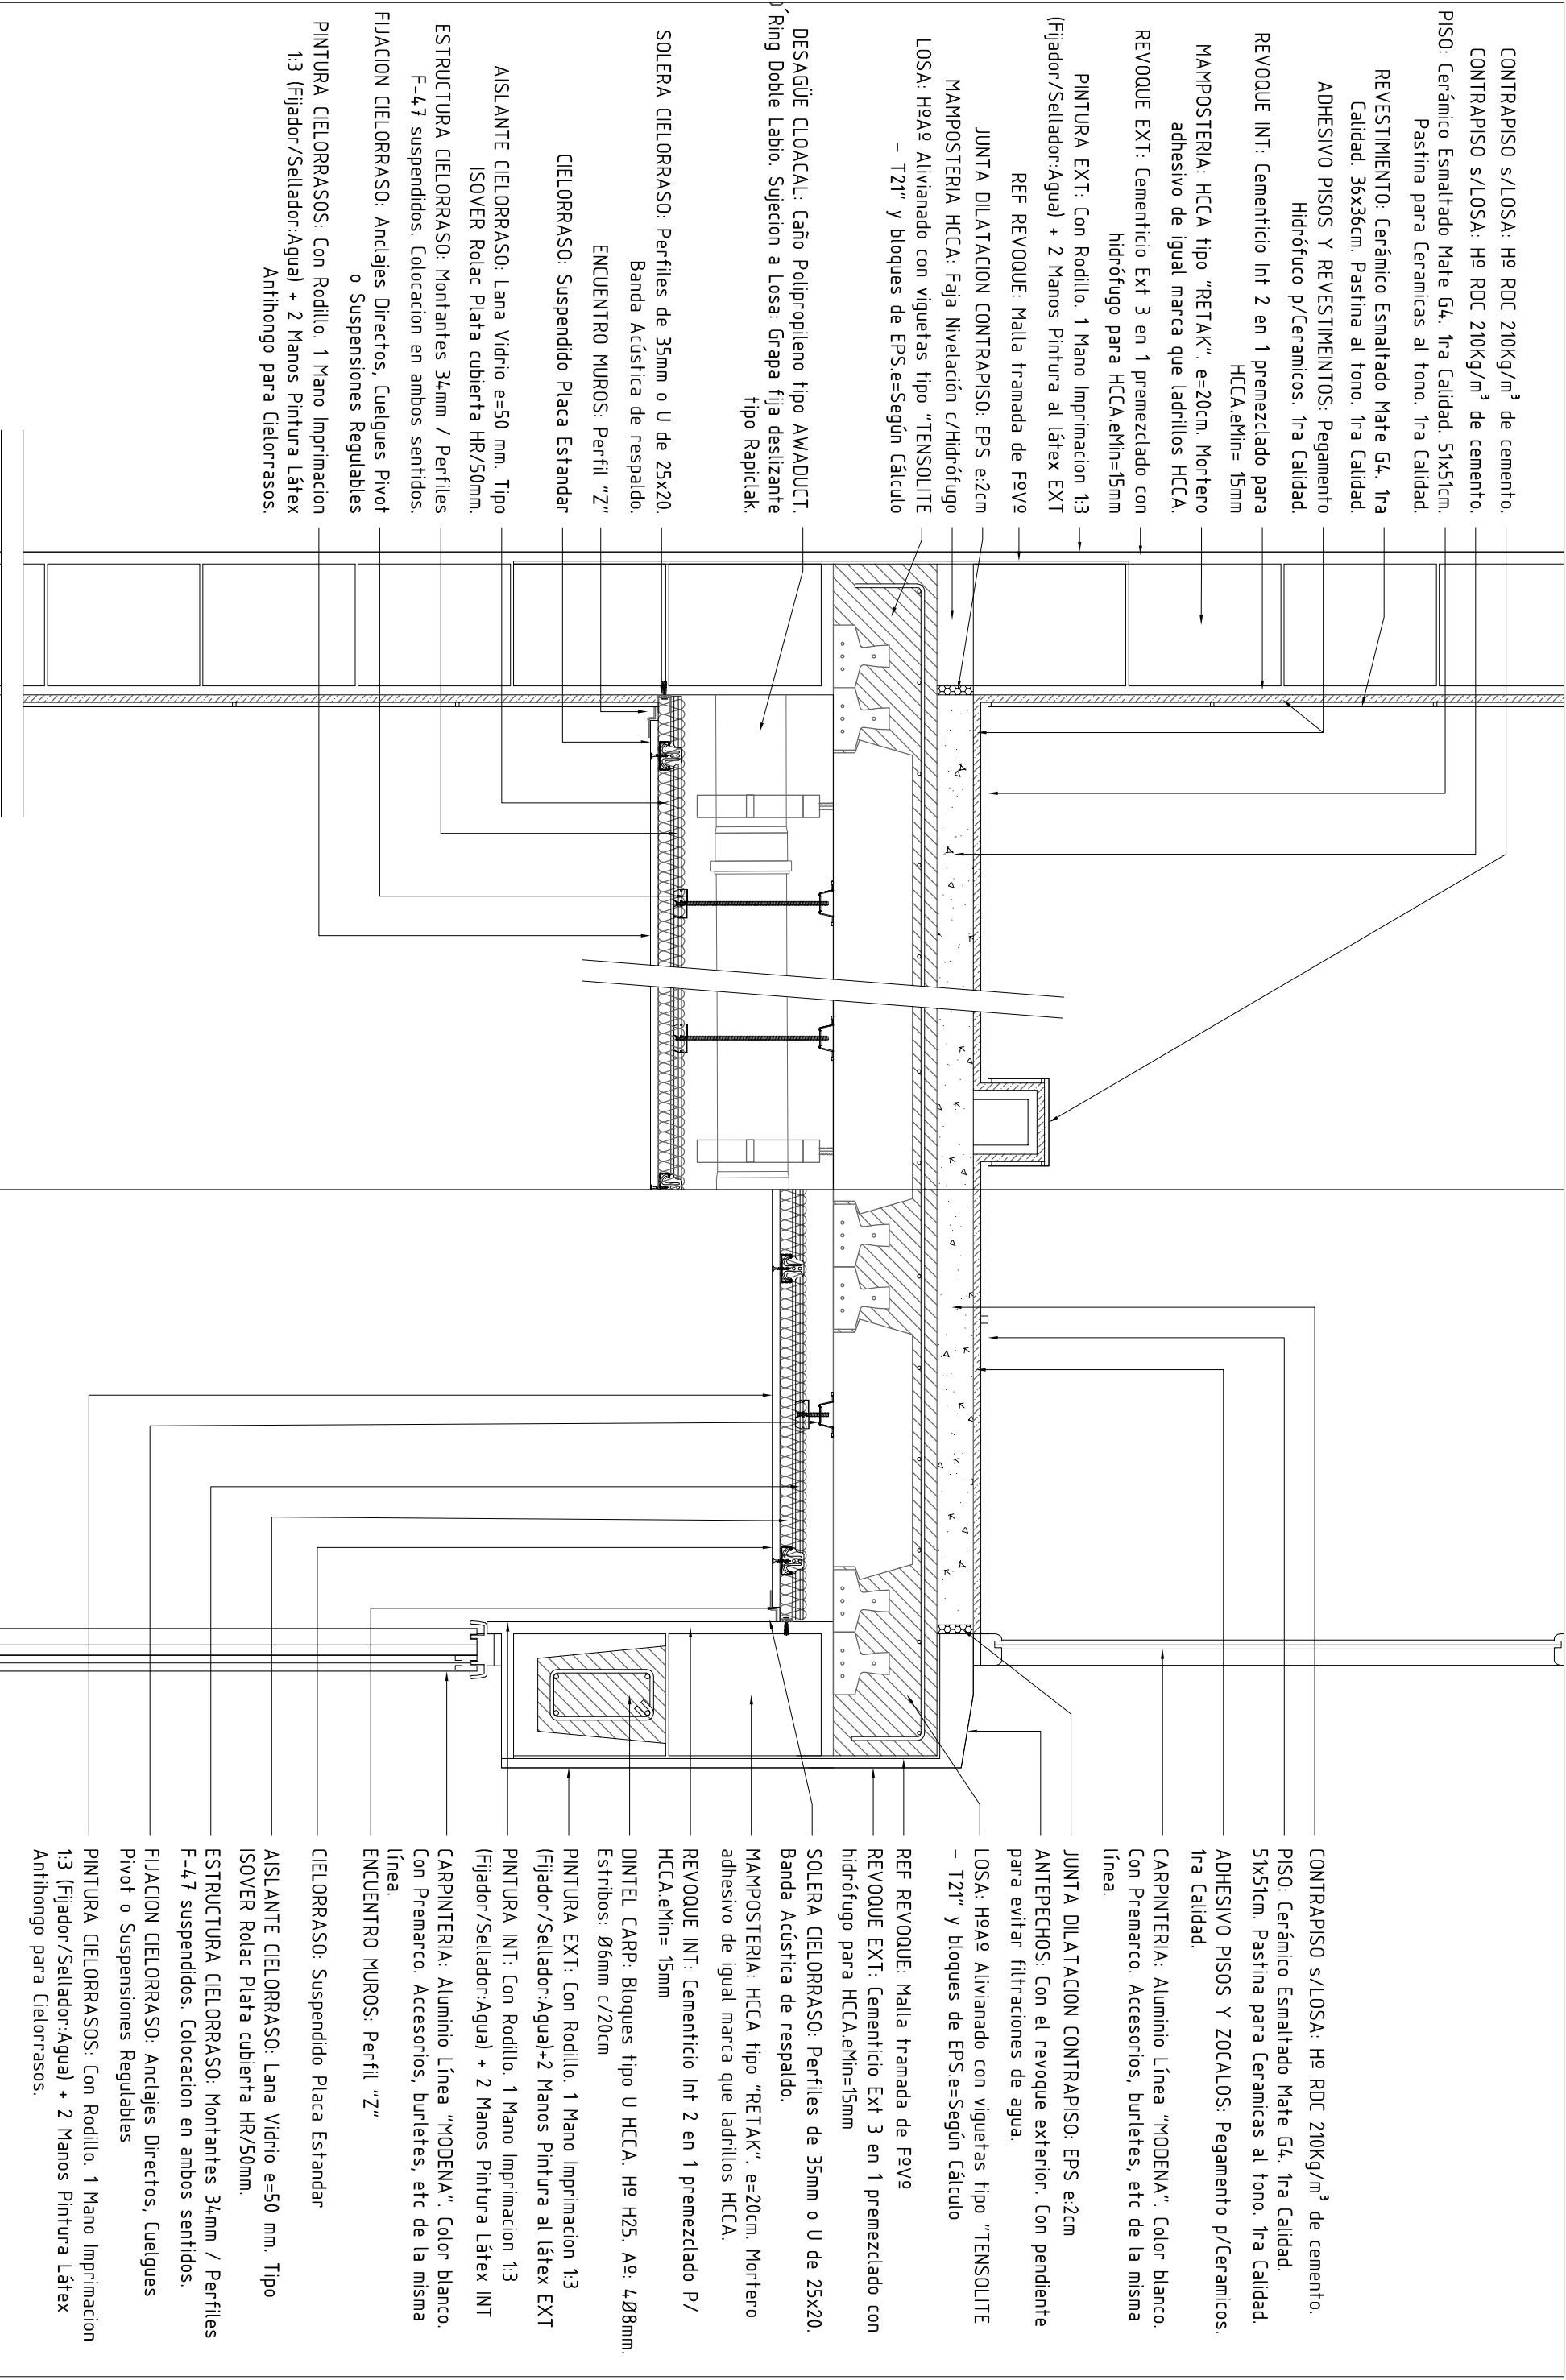 CONTRAPISO s/LOSA: Hº RDC 210Kg/m³ de cemento.
CONTRAPISO s/LOSA: Hº RDC 210Kg/m³ de cemento.
PISO: Cerámico Esmaltado Mate G4. 1ra Calidad. 51x51cm.
Pastina para Ceramicas al tono. 1ra Calidad.
REVESTIMIENTO: Cerámico Esmaltado Mate G4. 1ra
Calidad. 36x36cm. Pastina al tono. 1ra Calidad.
ADHESIVO PISOS Y REVESTIMEINTOS: Pegamento
Hidrófuco p/Ceramicos. 1ra Calidad.
REVOQUE INT: Cementicio Int 2 en 1 premezclado para
HCCA.eMin= 15mm
MAMPOSTERIA: HCCA tipo "RETAK". e=20cm. Mortero
adhesivo de igual marca que ladrillos HCCA.
REVOQUE EXT: Cementicio Ext 3 en 1 premezclado con
hidrófugo para HCCA.eMin=15mm
PINTURA EXT: Con Rodillo. 1 Mano Imprimacion 1:3
(Fijador/Sellador:Agua) + 2 Manos Pintura al látex EXT
REF REVOQUE: Malla tramada de FºVº
JUNTA DILATACION CONTRAPISO: EPS e:2cm
MAMPOSTERIA HCCA: Faja Nivelación c/Hidrófugo
LOSA: HºAº Alivianado con viguetas tipo "TENSOLITE
- T21" y bloques de EPS.e=Según Cálculo
DESAGÜE CLOACAL: Caño Polipropileno tipo AWADUCT.
O´Ring Doble Labio. Sujecion a Losa: Grapa fija deslizante
tipo Rapiclak.
SOLERA CIELORRASO: Perfiles de 35mm o U de 25x20.
Banda Acústica de respaldo.
ENCUENTRO MUROS: Perfil "Z"
CIELORRASO: Suspendido Placa Estandar
AISLANTE CIELORRASO: Lana Vidrio e=50 mm. Tipo
ISOVER Rolac Plata cubierta HR/50mm.
ESTRUCTURA CIELORRASO: Montantes 34mm / Perfiles
F-47 suspendidos. Colocacion en ambos sentidos.
FIJACION CIELORRASO: Anclajes Directos, Cuelgues Pivot
o Suspensiones Regulables
PINTURA CIELORRASOS: Con Rodillo. 1 Mano Imprimacion
1:3 (Fijador/Sellador:Agua) + 2 Manos Pintura Látex
Antihongo para Cielorrasos.
CONTRAPISO s/LOSA: Hº RDC 210Kg/m³ de cemento.
PISO: Cerámico Esmaltado Mate G4. 1ra Calidad.
51x51cm. Pastina para Ceramicas al tono. 1ra Calidad.
ADHESIVO PISOS Y ZOCALOS: Pegamento p/Ceramicos.
1ra Calidad.
CARPINTERIA: Aluminio Línea "MODENA". Color blanco.
Con Premarco. Accesorios, burletes, etc de la misma
línea.
JUNTA DILATACION CONTRAPISO: EPS e:2cm
ANTEPECHOS: Con el revoque exterior. Con pendiente
para evitar filtraciones de agua.
LOSA: HºAº Alivianado con viguetas tipo "TENSOLITE
- T21" y bloques de EPS.e=Según Cálculo
REF REVOQUE: Malla tramada de FºVº
REVOQUE EXT: Cementicio Ext 3 en 1 premezclado con
hidrófugo para HCCA.eMin=15mm
SOLERA CIELORRASO: Perfiles de 35mm o U de 25x20.
Banda Acústica de respaldo.
MAMPOSTERIA: HCCA tipo "RETAK". e=20cm. Mortero
adhesivo de igual marca que ladrillos HCCA.
REVOQUE INT: Cementicio Int 2 en 1 premezclado P/
HCCA.eMin= 15mm
DINTEL CARP: Bloques tipo U HCCA. Hº H25. Aº: 4Ø8mm.
Estribos: Ø6mm c/20cm
PINTURA EXT: Con Rodillo. 1 Mano Imprimacion 1:3
(Fijador/Sellador:Agua)+2 Manos Pintura al látex EXT
PINTURA INT: Con Rodillo. 1 Mano Imprimacion 1:3
(Fijador/Sellador:Agua) + 2 Manos Pintura Látex INT
CARPINTERIA: Aluminio Línea "MODENA". Color blanco.
Con Premarco. Accesorios, burletes, etc de la misma
línea.
ENCUENTRO MUROS: Perfil "Z"
CIELORRASO: Suspendido Placa Estandar
AISLANTE CIELORRASO: Lana Vidrio e=50 mm. Tipo
ISOVER Rolac Plata cubierta HR/50mm.
ESTRUCTURA CIELORRASO: Montantes 34mm / Perfiles
F-47 suspendidos. Colocacion en ambos sentidos.
FIJACION CIELORRASO: Anclajes Directos, Cuelgues
Pivot o Suspensiones Regulables
PINTURA CIELORRASOS: Con Rodillo. 1 Mano Imprimacion
1:3 (Fijador/Sellador:Agua) + 2 Manos Pintura Látex
Antihongo para Cielorrasos.